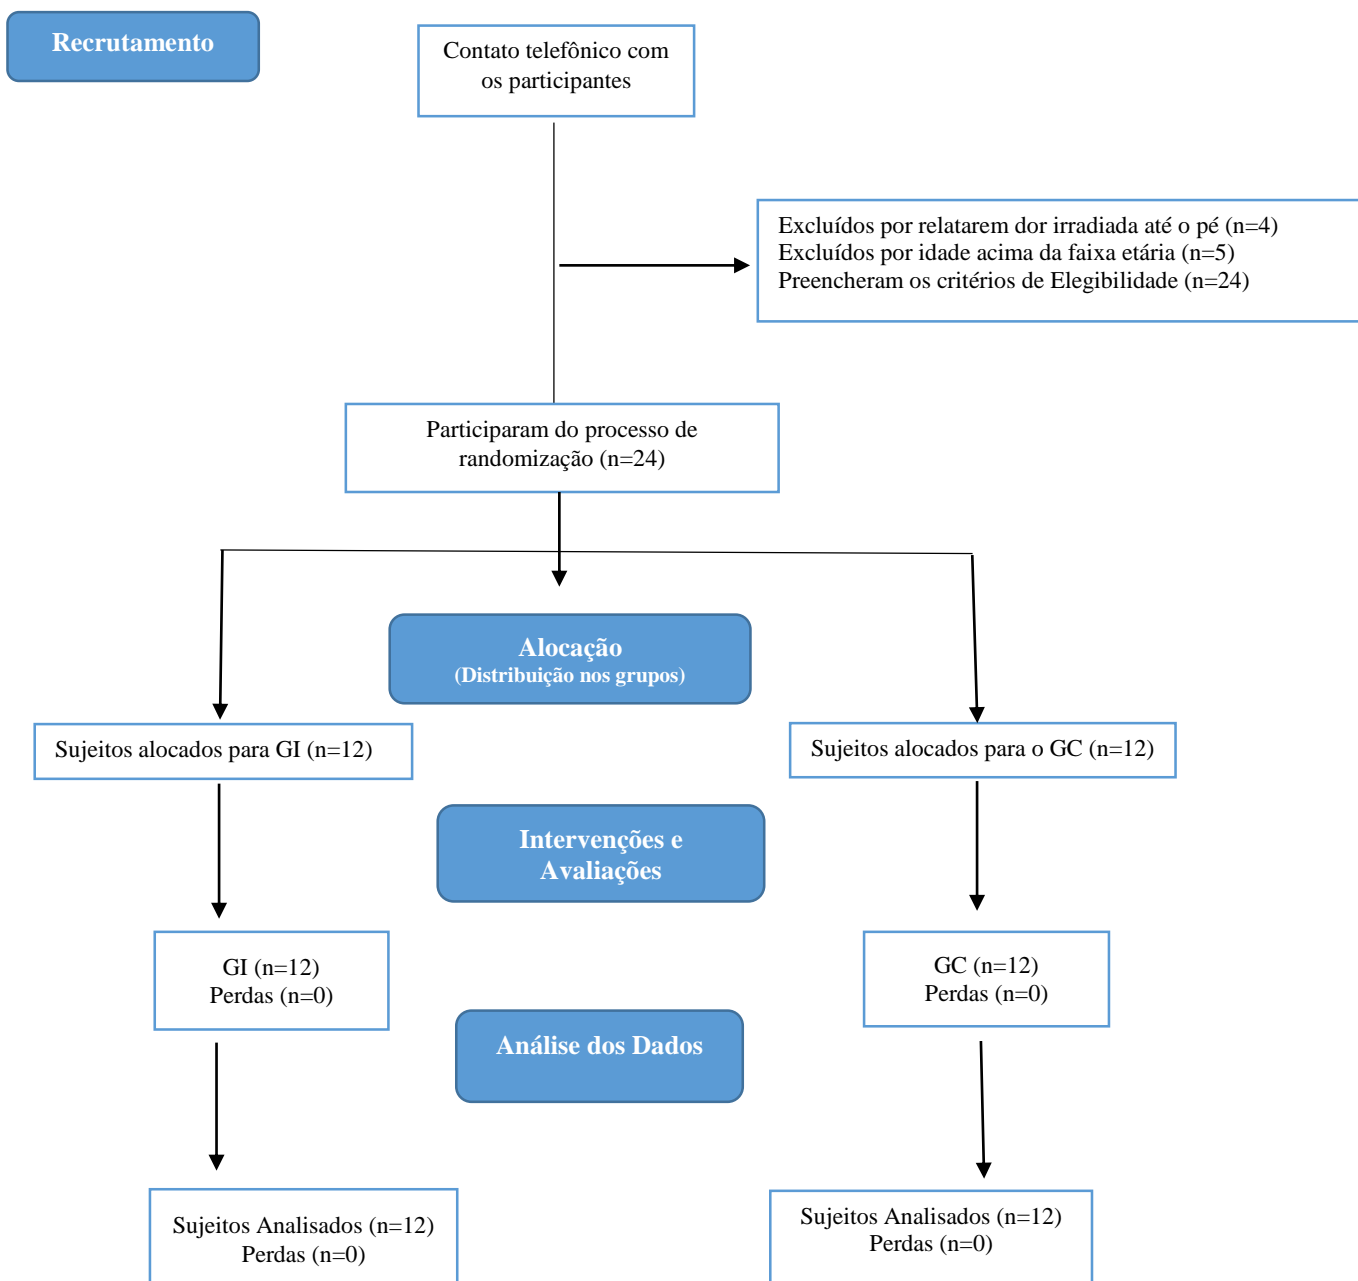 Recrutamento
Contato telefônico com
os participantes
Excluídos por relatarem dor irradiada até o pé (n=4)
Excluídos por idade acima da faixa etária (n=5)
Preencheram os critérios de Elegibilidade (n=24)
Participaram do processo de
randomização (n=24)
Alocação
(Distribuição nos grupos)
Sujeitos alocados para GI (n=12)
Sujeitos alocados para o GC (n=12)
Intervenções e
Avaliações
GI (n=12)
Perdas (n=0)
GC (n=12)
Perdas (n=0)
Análise dos Dados
Sujeitos Analisados (n=12)
Perdas (n=0)
Sujeitos Analisados (n=12)
Perdas (n=0)